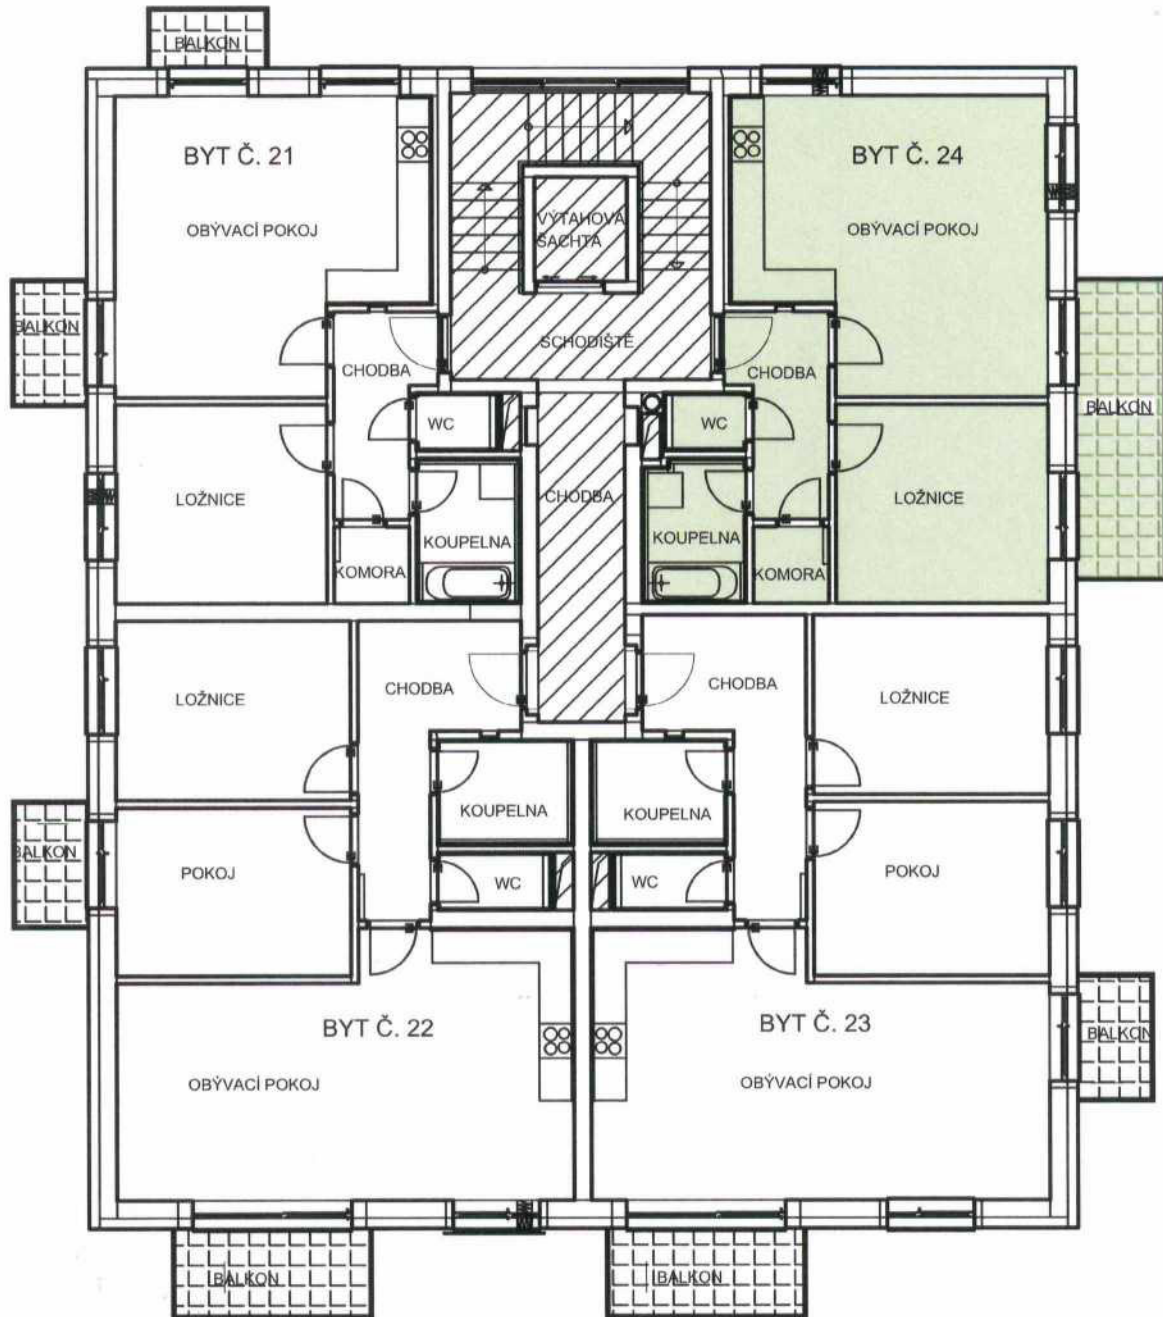 BALKON
BYT Č. 21
BYT Č. 24
VÝTAHOVÁ
ŠACHTA
OBÝVACÍ POKOJ
OBÝVACÍ POKOJ
BALKON
SCHODIŠTĚ
CHODBA
CHODBA
BALKON
WC
WC
LOŽNICE
CHODBA
LOŽNICE
KOUPELNA
KOUPELNA
KOMORA
KOMORA
LOŽNICE
CHODBA
CHODBA
LOŽNICE
KOUPELNA
KOUPELNA
BALKON
POKOJ
WC
WC
POKOJ
BYT Č. 22
BYT Č. 23
BALKON
OBÝVACÍ POKOJ
OBÝVACÍ POKOJ
BALKON
BALKON